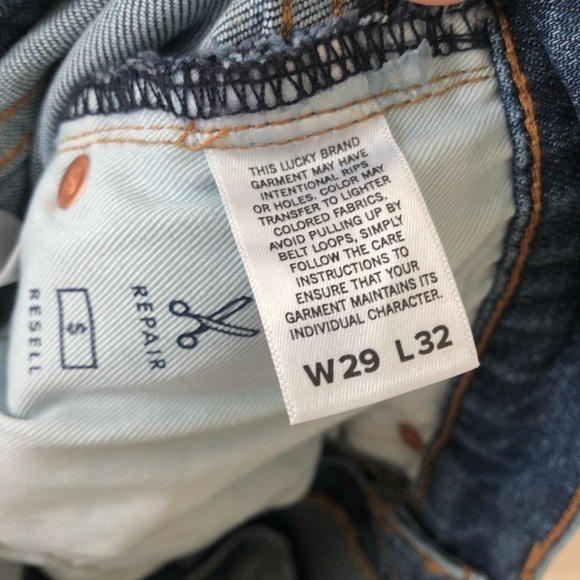 THIS LUCKY BRAND
GARMENT MAY HAVE
INTENTIONAL RIPS
OR HOLES. COLOR MAY
TRANSFER TO LIGHTER
COLORED FABRICS.
AVOID PULLING UP BY
BELT LOOPS, SIMPLY
FOLLOW THE CARE
INSTRUCTIONS TO
ENSURE THAT YOUR
GARMENT MAINTAINS ITS
INDIVIDUAL CHARACTER.
W29 L32
REPAIR
$
RESELL